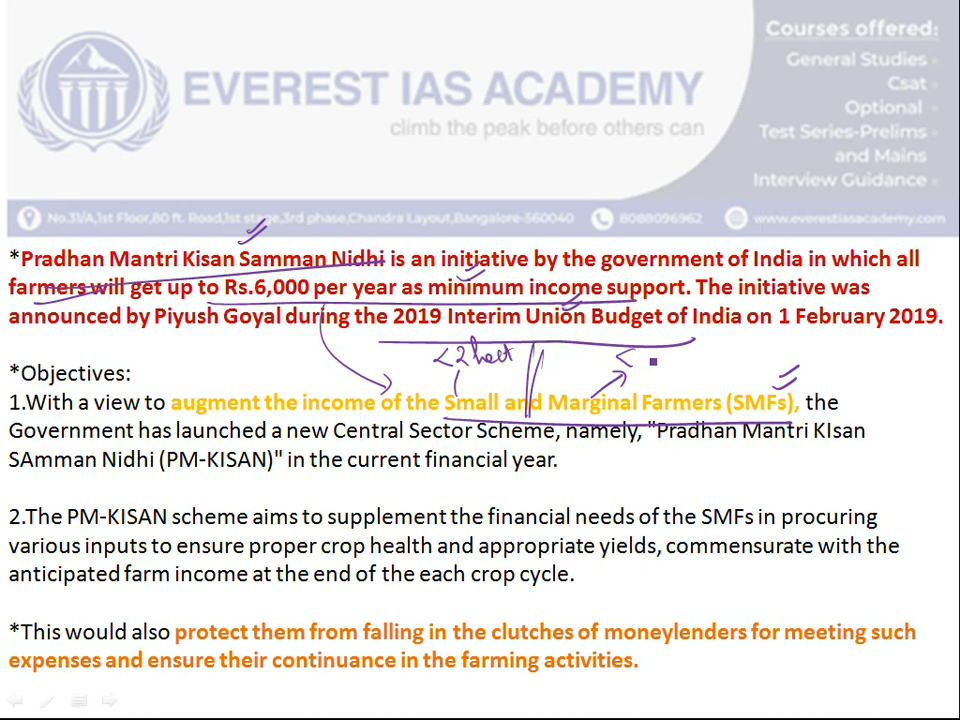 Courses offered:
General Studies
Csat
Optional
Test Series-Prelims
and Mains
Interview Guidance
EVEREST IAS ACADEMY
climb the peak before others can
No.31/A,1st Floor,80 ft. Road,1st stage,3rd phase,Chandra Layout,Bangalore-560040 8088096962 www.everestiasacademy.com
*Pradhan Mantri Kisan Samman Nidhi is an initiative by the government of India in which all
farmers will get up to Rs.6,000 per year as minimum income support. The initiative was
announced by Piyush Goyal during the 2019 Interim Union Budget of India on 1 February 2019.
<2 hect <
*Objectives:
1.With a view to augment the income of the Small and Marginal Farmers (SMFs), the
Government has launched a new Central Sector Scheme, namely, "Pradhan Mantri KIsan
SAmman Nidhi (PM-KISAN)" in the current financial year.
2.The PM-KISAN scheme aims to supplement the financial needs of the SMFs in procuring
various inputs to ensure proper crop health and appropriate yields, commensurate with the
anticipated farm income at the end of the each crop cycle.
*This would also protect them from falling in the clutches of moneylenders for meeting such
expenses and ensure their continuance in the farming activities.